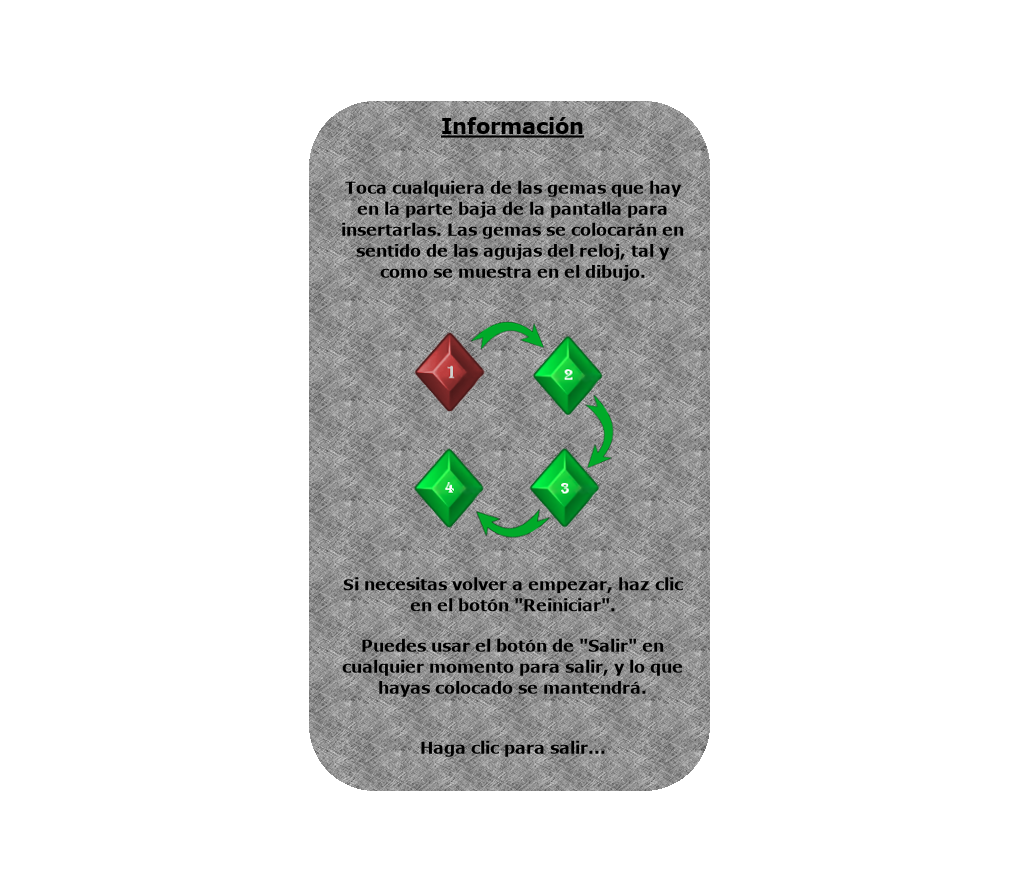 Información
Toca cualquiera de las gemas que hay
en la parte baja de la pantalla para
insertarlas. Las gemas se colocarán en
sentido de las agujas del reloj, tal y
como se muestra en el dibujo.
1
2
4
3
Si necesitas volver a empezar, haz clic
en el botón "Reiniciar".
Puedes usar el botón de "Salir" en
cualquier momento para salir, y lo que
hayas colocado se mantendrá.
Haga clic para salir...